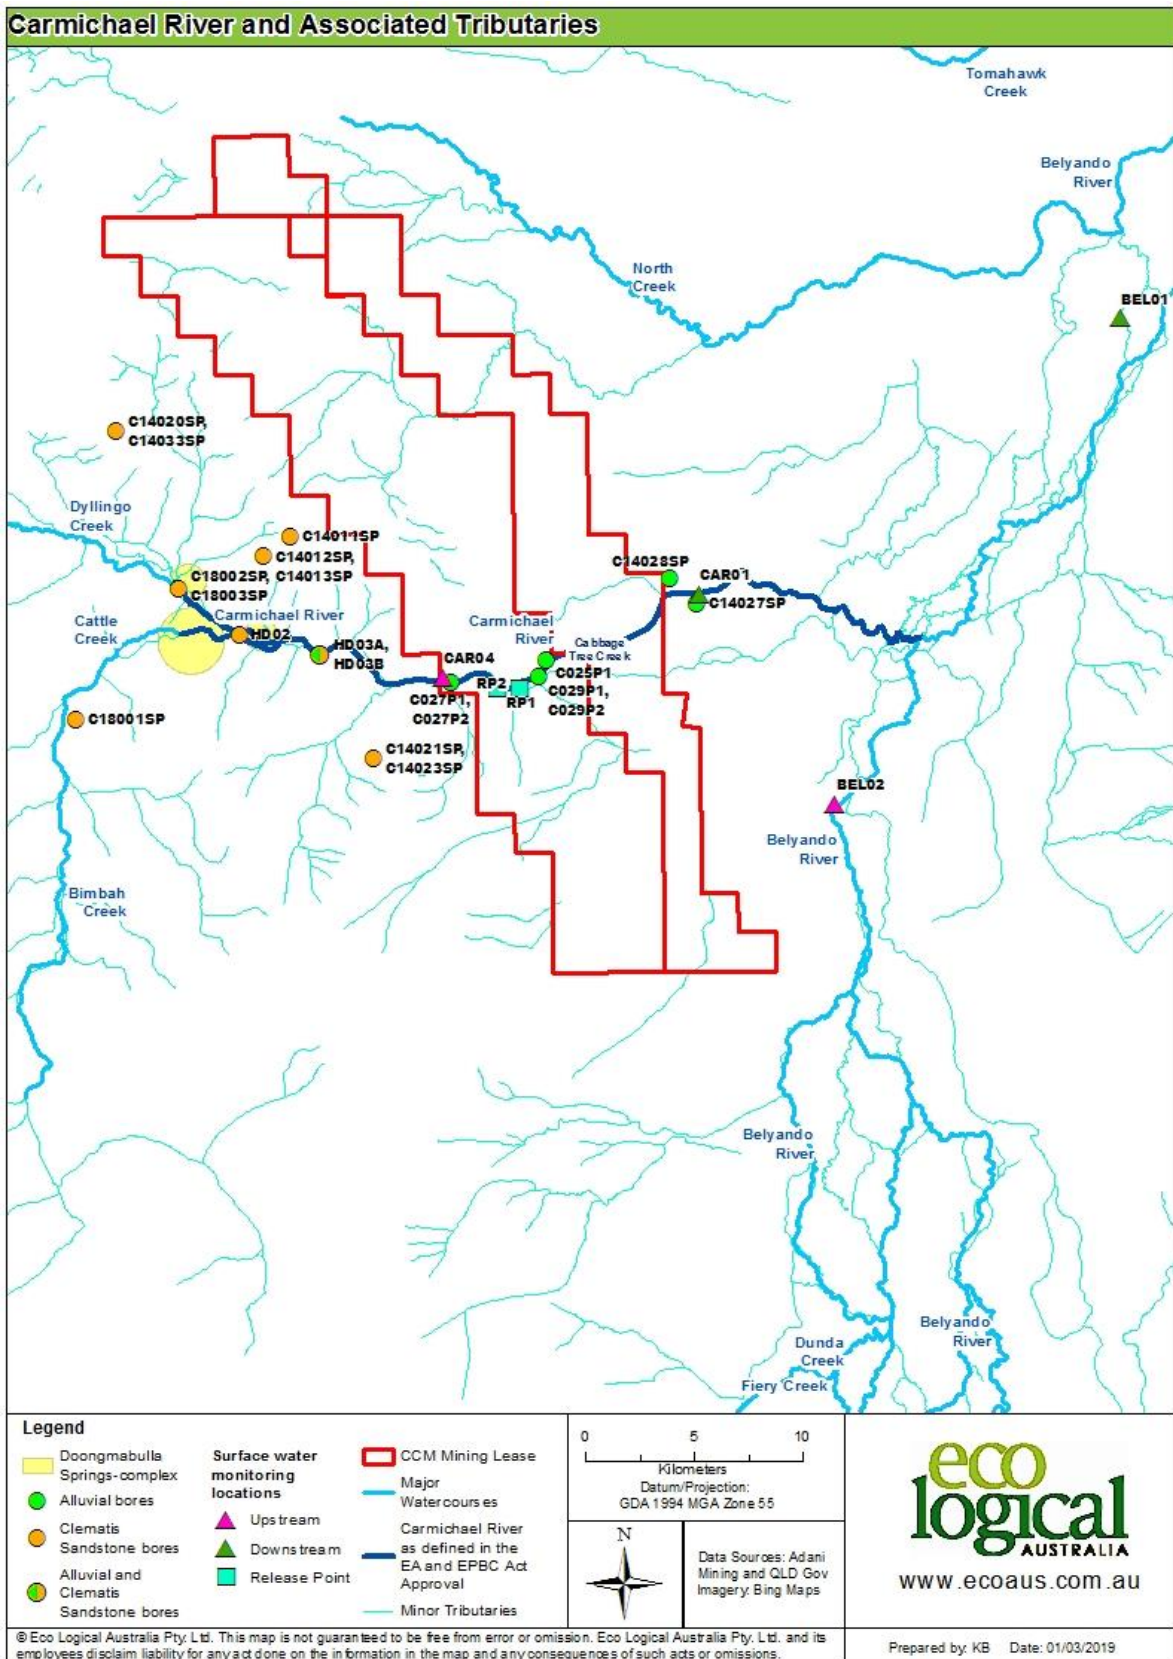 Carmichael River and Associated Tributaries
Tomahawk
Creek
Belyando
River
North
Creek
BEL01
C14020SP,
C14033SP
Dyllingo
Creek
C14011SP
C14012SP,
C14013SP
C18002SP,
C18003SP
C14028SP
CAR01
C14027SP
Cattle
Creek
Carmichael River
HD02
HD03A,
HD03B
Carmichael
River
Cabbage
Tree Creek
CAR04
C027P1,
C027P2
RP2
RP1
C025P1
C029P1,
C029P2
C18001SP
C14021SP,
C14023SP
BEL02
Belyando
River
Bimbah
Creek
Belyando
River
Dunda
Creek
Fiery Creek
Belyando
River
Legend
Doongmabulla
Springs-complex
Alluvial bores
Clematis
Sandstone bores
Alluvial and
Clematis
Sandstone bores
Surface water
monitoring
locations
Upstream
Downstream
Release Point
CCM Mining Lease
Major
Watercourses
Carmichael River
as defined in the
EA and EPBC Act
Approval
Minor Tributaries
0 5 10
Kilometers
Datum/Projection:
GDA 1994 MGA Zone 55
N
Data Sources: Adani
Mining and QLD Gov
Imagery: Bing Maps
eco
logical
AUSTRALIA
www.ecoaus.com.au
© Eco Logical Australia Pty. Ltd. This map is not guaranteed to be free from error or omission. Eco Logical Australia Pty. Ltd. and its
employees disclaim liability for any act done on the information in the map and any consequences of such acts or omissions.
Prepared by: KB Date: 01/03/2019